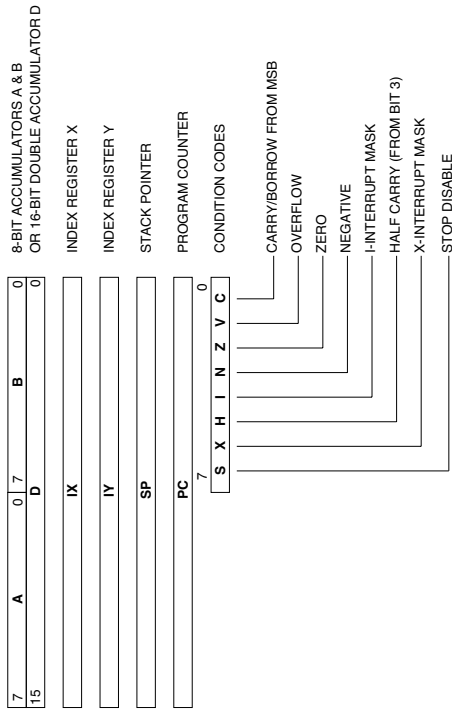 7 A 0 7 B 0 8-BIT ACCUMULATORS A & B
15 D 0 OR 16-BIT DOUBLE ACCUMULATOR D
IX INDEX REGISTER X
IY INDEX REGISTER Y
SP STACK POINTER
PC PROGRAM COUNTER
7 0
S X H I N Z V C CONDITION CODES
CARRY/BORROW FROM MSB
OVERFLOW
ZERO
NEGATIVE
I-INTERRUPT MASK
HALF CARRY (FROM BIT 3)
X-INTERRUPT MASK
STOP DISABLE